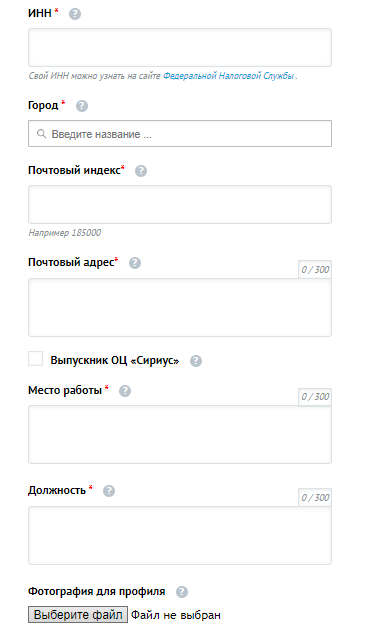 ИНН * ?
Свой ИНН можно узнать на сайте Федеральной Налоговой Службы .
Город * ?
Введите название ...
Почтовый индекс* ?
Например 185000
Почтовый адрес* ?
0 / 300
Выпускник ОЦ «Сириус» ?
Место работы * ?
0 / 300
Должность * ?
0 / 300
Фотография для профиля ?
Выберите файл Файл не выбран